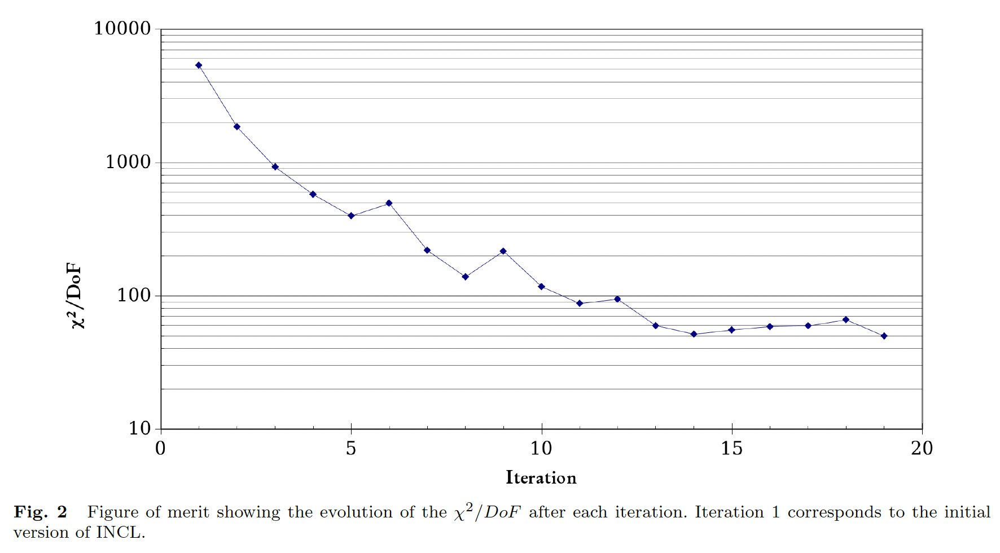 10000
1000
100
10
χ²/DoF
0 5 10 15 20
Iteration
Fig. 2 Figure of merit showing the evolution of the χ²/DoF after each iteration. Iteration 1 corresponds to the initial
version of INCL.